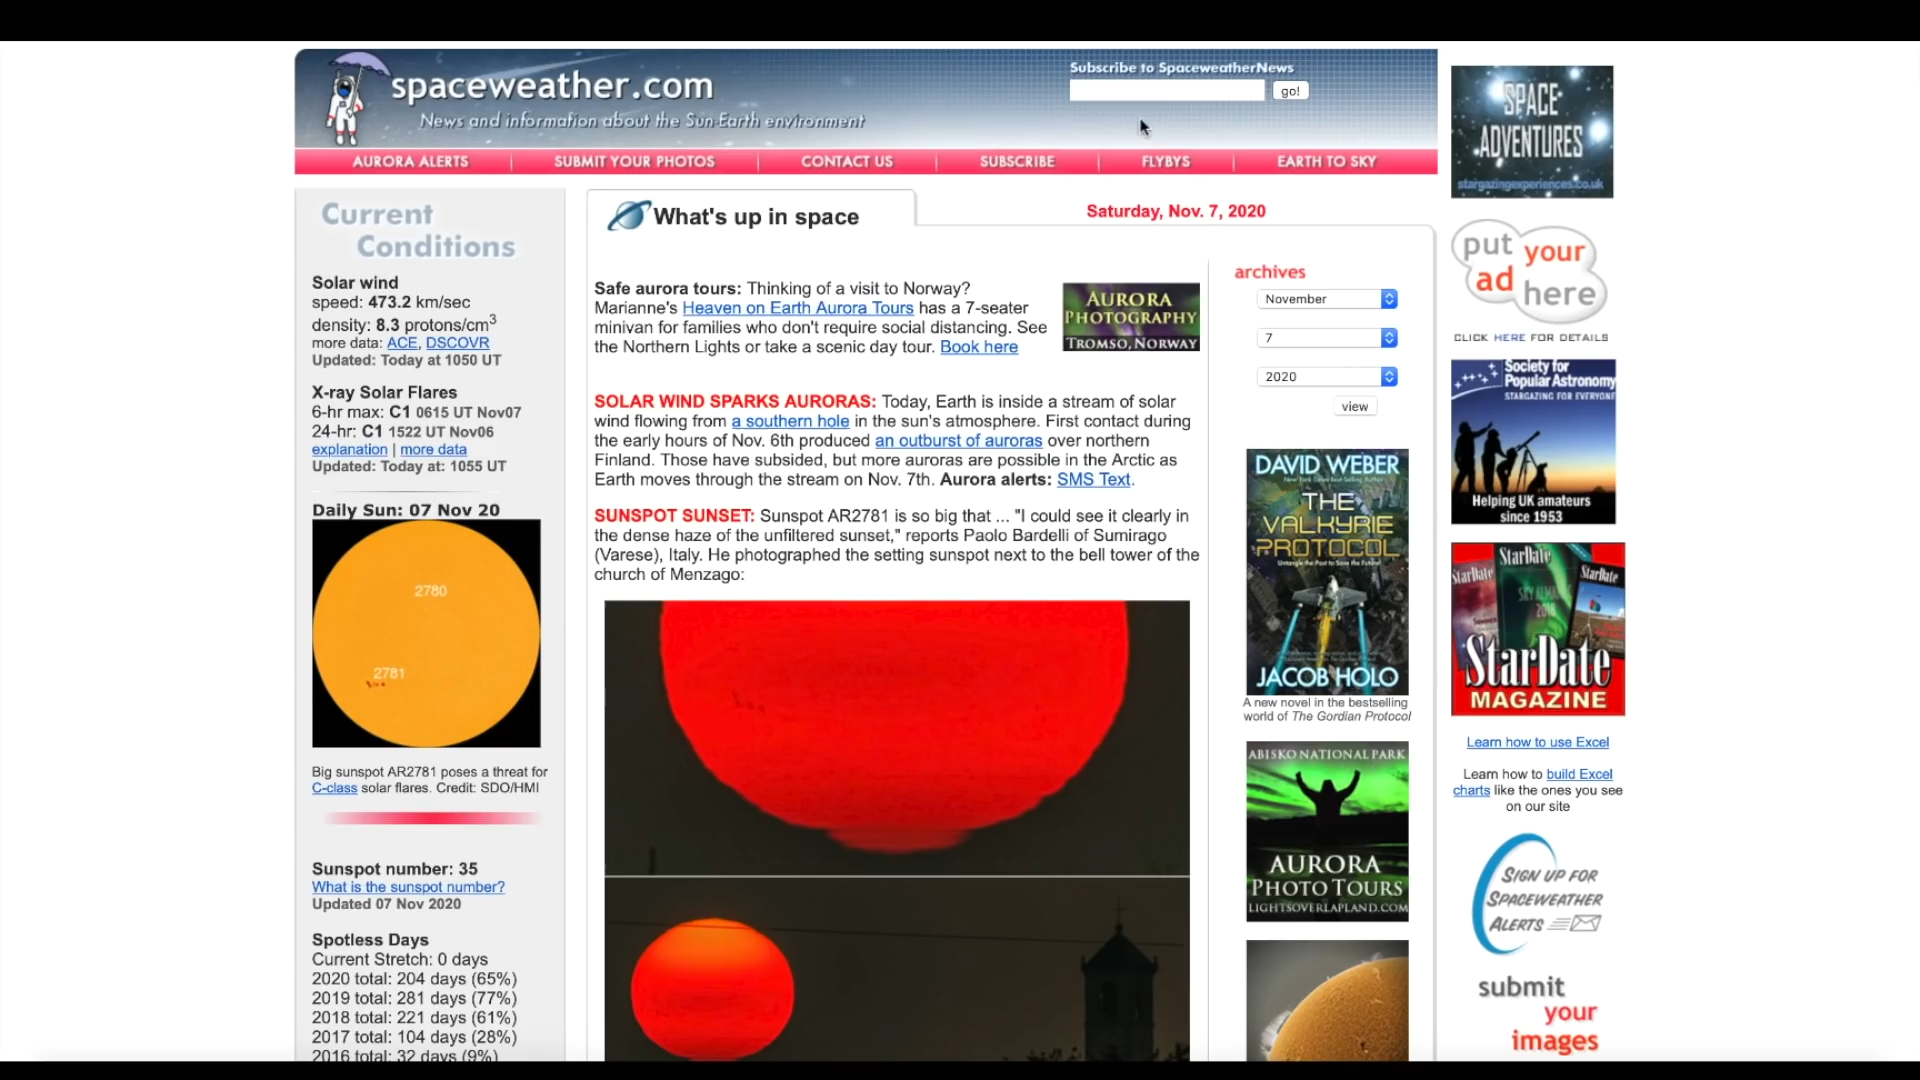 spaceweather.com
News and information about the Sun-Earth environment
Subscribe to SpaceweatherNews
go!
AURORA ALERTS
SUBMIT YOUR PHOTOS
CONTACT US
SUBSCRIBE
FLYBYS
EARTH TO SKY
Current
Conditions
Solar wind
speed: 473.2 km/sec
density: 8.3 protons/cm3
more data: ACE, DSCOVR
Updated: Today at 1050 UT
X-ray Solar Flares
6-hr max: C1 0615 UT Nov07
24-hr: C1 1522 UT Nov06
explanation | more data
Updated: Today at: 1055 UT
Daily Sun: 07 Nov 20
2780
2781
Big sunspot AR2781 poses a threat for
C-class solar flares. Credit: SDO/HMI
Sunspot number: 35
What is the sunspot number?
Updated 07 Nov 2020
Spotless Days
Current Stretch: 0 days
2020 total: 204 days (65%)
2019 total: 281 days (77%)
2018 total: 221 days (61%)
2017 total: 104 days (28%)
2016 total: 32 days (9%)
What's up in space
Saturday, Nov. 7, 2020
Safe aurora tours: Thinking of a visit to Norway?
Marianne's Heaven on Earth Aurora Tours has a 7-seater
minivan for families who don't require social distancing. See
the Northern Lights or take a scenic day tour. Book here
AURORA
PHOTOGRAPHY
TROMSO, NORWAY
SOLAR WIND SPARKS AURORAS: Today, Earth is inside a stream of solar
wind flowing from a southern hole in the sun's atmosphere. First contact during
the early hours of Nov. 6th produced an outburst of auroras over northern
Finland. Those have subsided, but more auroras are possible in the Arctic as
Earth moves through the stream on Nov. 7th. Aurora alerts: SMS Text.
SUNSPOT SUNSET: Sunspot AR2781 is so big that ... "I could see it clearly in
the dense haze of the unfiltered sunset," reports Paolo Bardelli of Sumirago
(Varese), Italy. He photographed the setting sunspot next to the bell tower of the
church of Menzago:
archives
November
7
2020
view
DAVID WEBER
THE
VALKYRIE
PROTOCOL
Untangle the Past to Save the Future!
JACOB HOLO
A new novel in the bestselling
world of The Gordian Protocol
ABISKO NATIONAL PARK
AURORA
PHOTO TOURS
LIGHTSOVERLAPLAND.COM
SPACE
ADVENTURES
stargazingexperiences.co.uk
put your
ad here
CLICK HERE FOR DETAILS
Society for
Popular Astronomy
STARGAZING FOR EVERYONE
Helping UK amateurs
since 1953
StarDate
StarDate
StarDate
StarDate
MAGAZINE
Learn how to use Excel
Learn how to build Excel
charts like the ones you see
on our site
SIGN UP FOR
SPACEWEATHER
ALERTS
submit
your
images